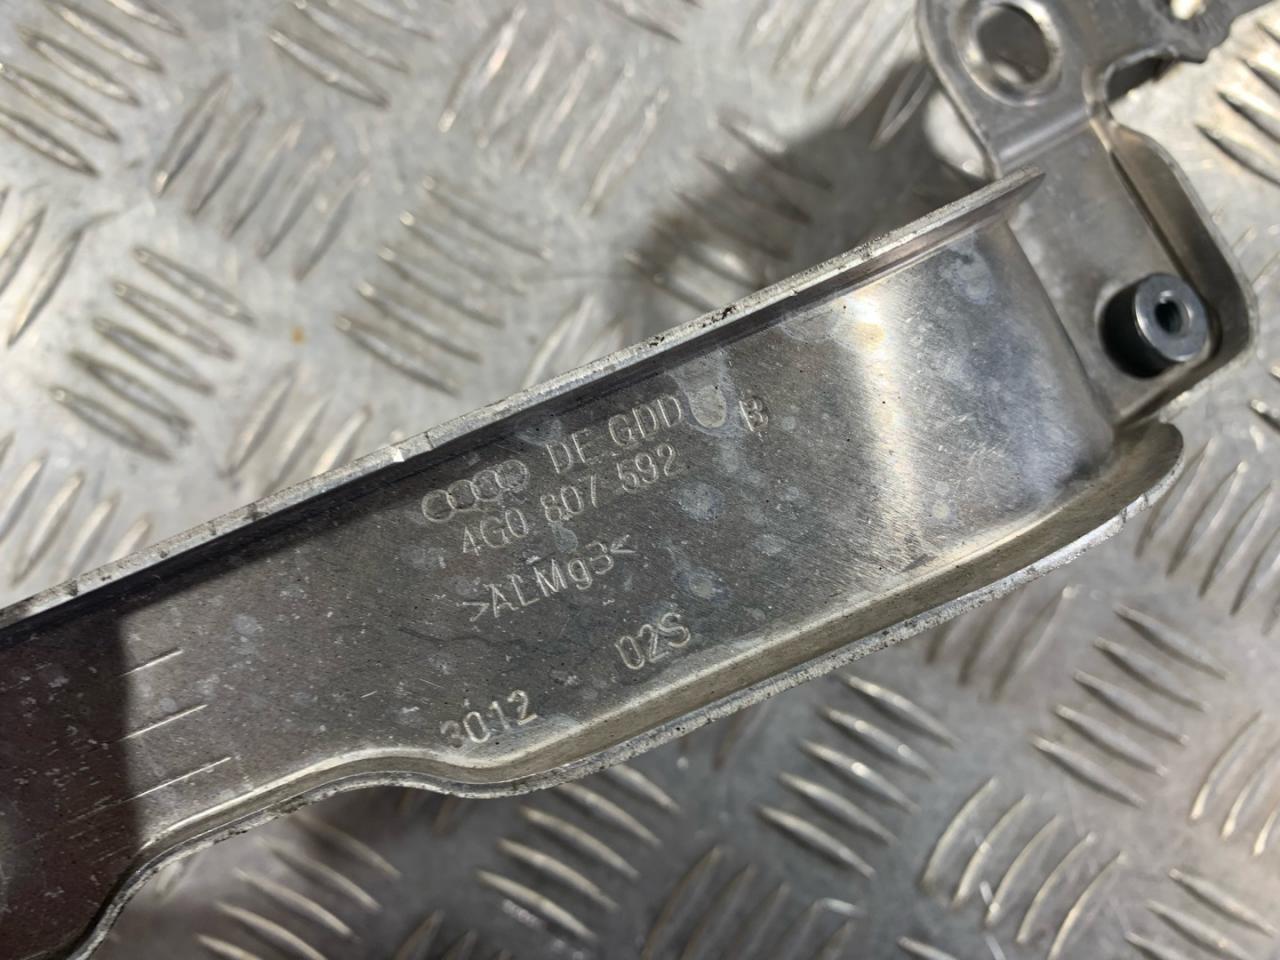 DE GDD B
4G0 807 592
>ALMg3<
02S
3012